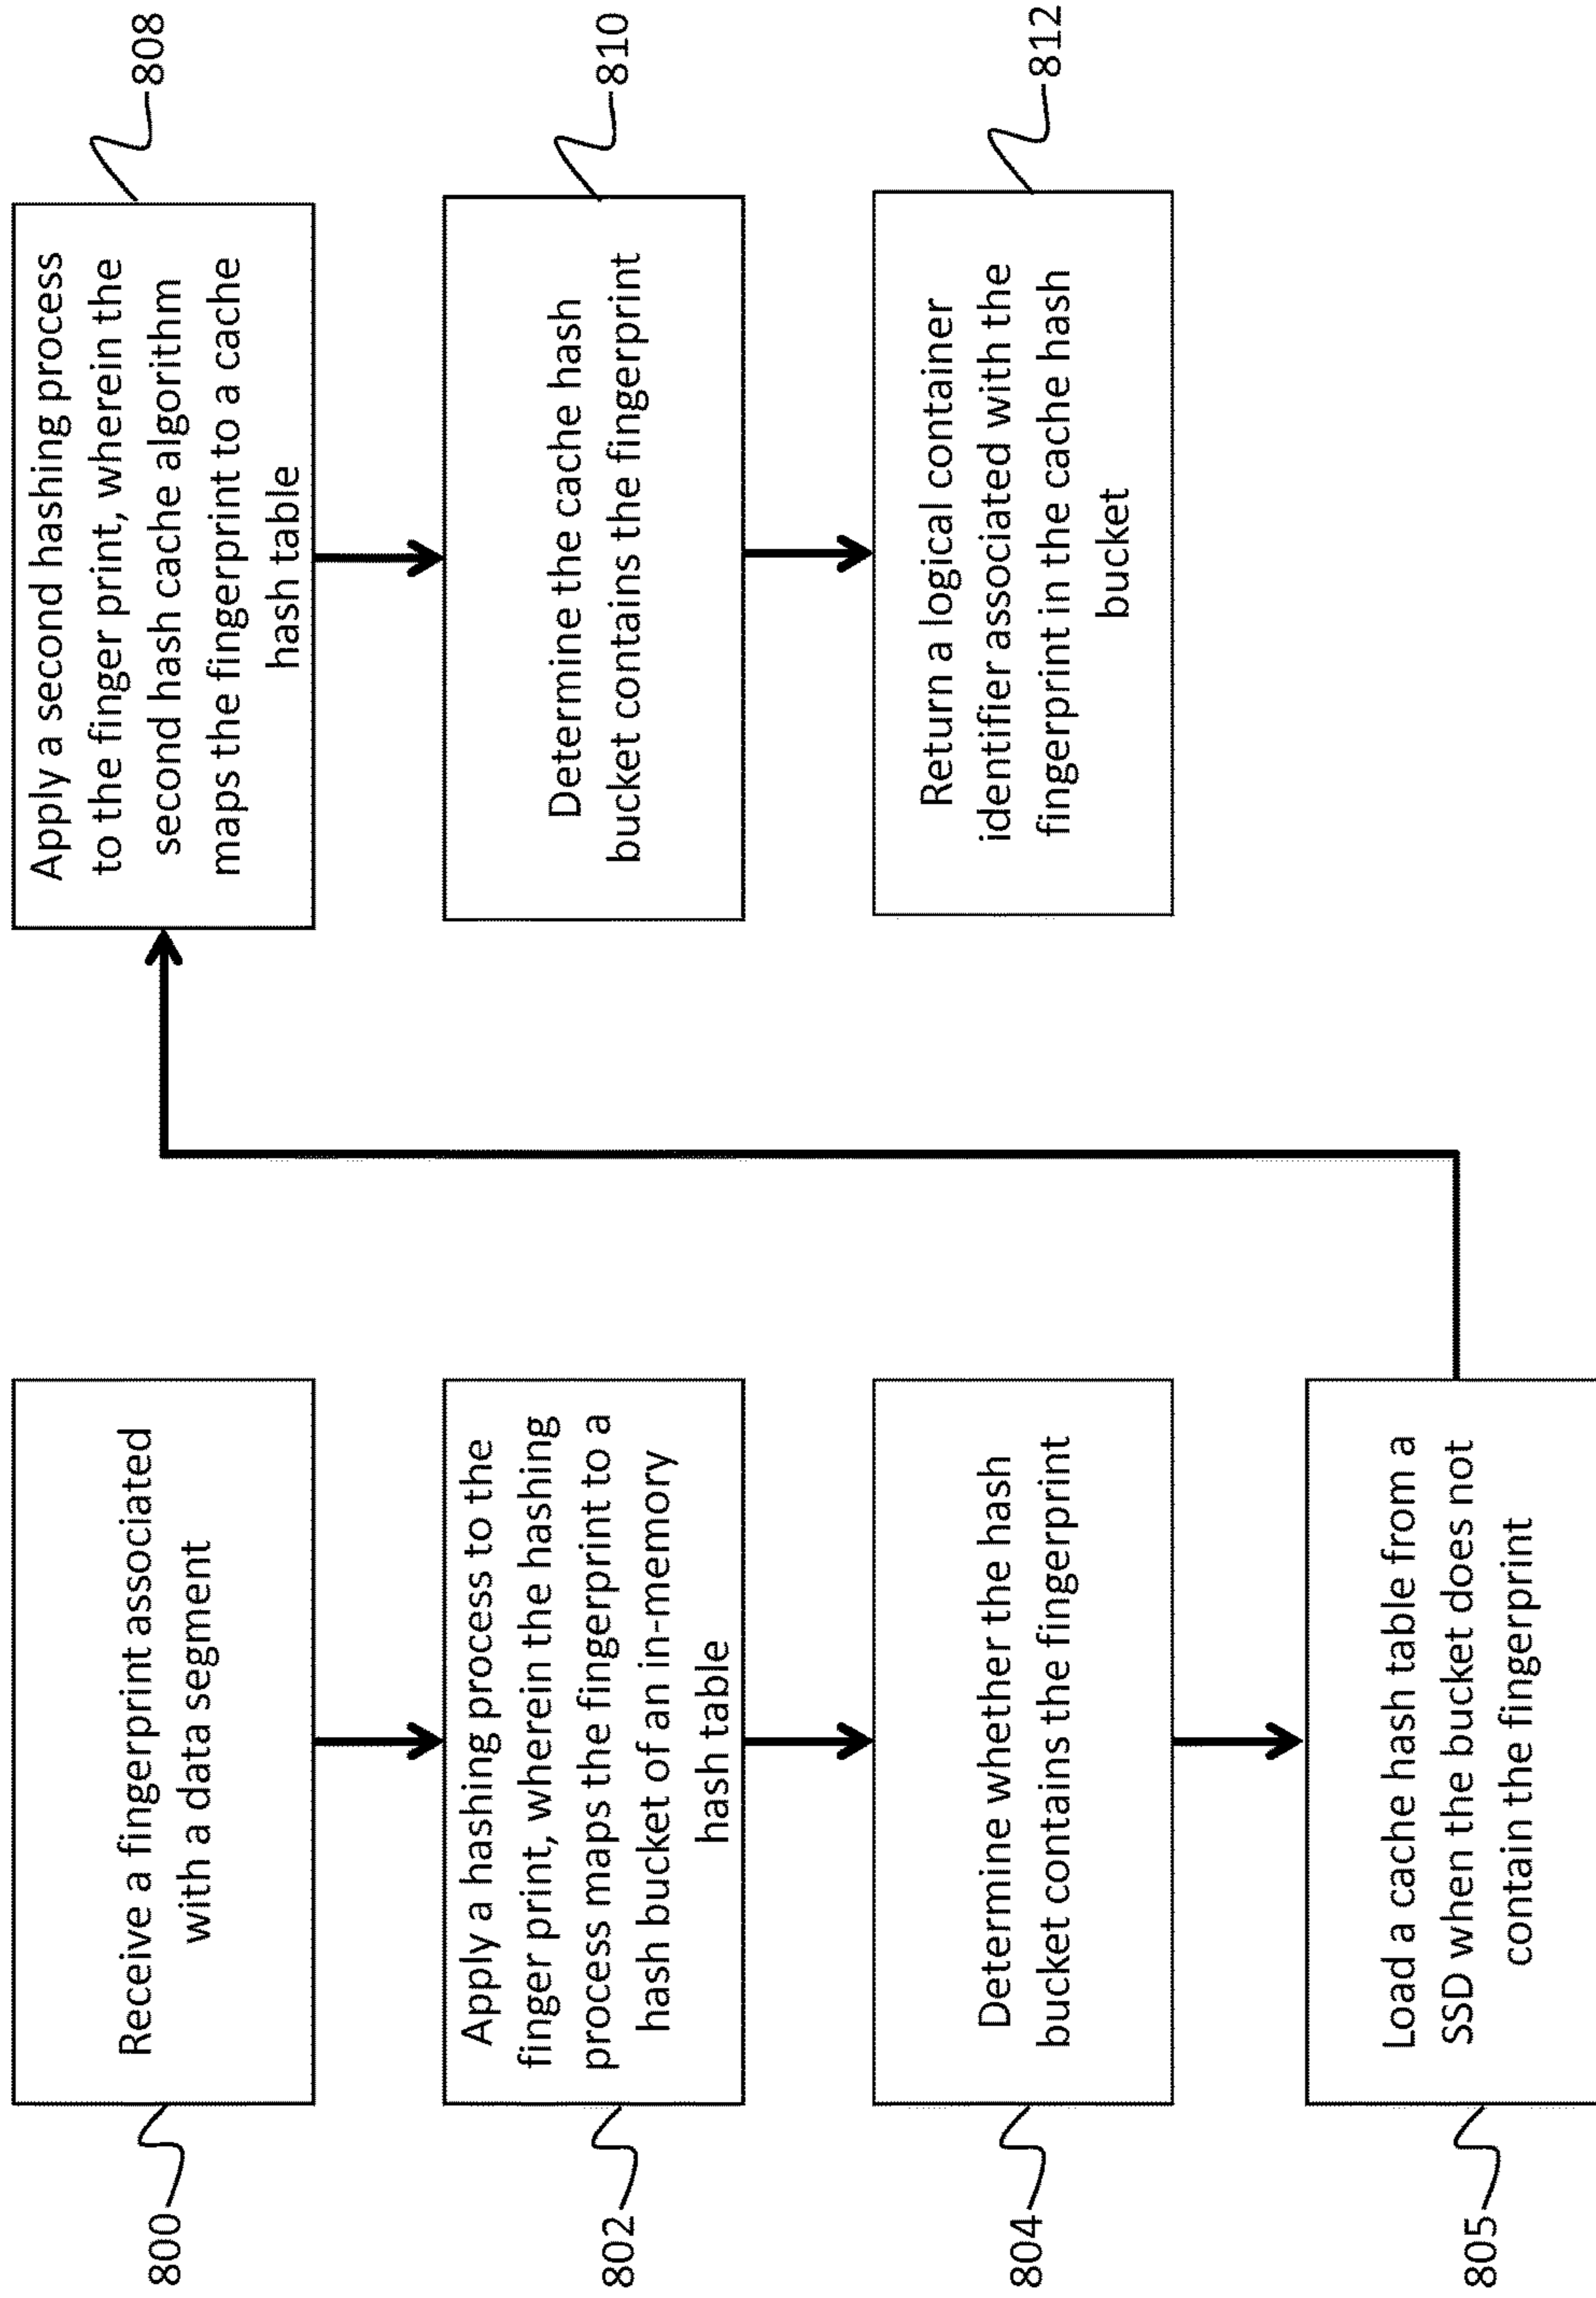 800
Receive a fingerprint associated
with a data segment
802
Apply a hashing process to the
finger print, wherein the hashing
process maps the fingerprint to a
hash bucket of an in-memory
hash table
804
Determine whether the hash
bucket contains the fingerprint
805
Load a cache hash table from a
SSD when the bucket does not
contain the fingerprint
Apply a second hashing process
to the finger print, wherein the
second hash cache algorithm
maps the fingerprint to a cache
hash table
808
Determine the cache hash
bucket contains the fingerprint
810
Return a logical container
identifier associated with the
fingerprint in the cache hash
bucket
812